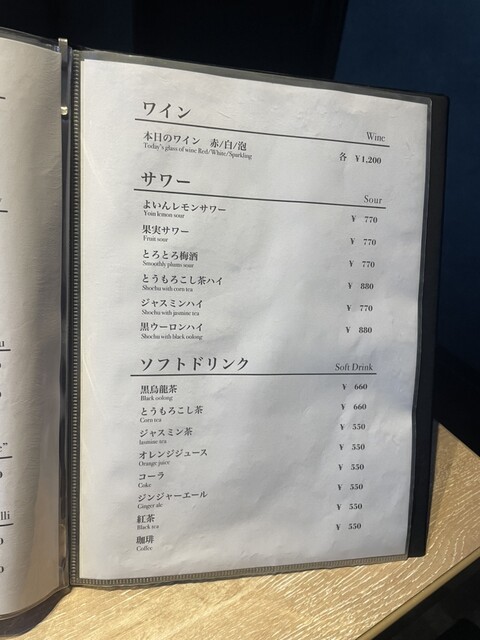 ワイン Wine
本日のワイン 赤/白/泡 各 ¥1,200
Today's glass of wine Red/White/Sparkling
サワー Sour
よいんレモンサワー ¥ 770
Yoin lemon sour
果実サワー ¥ 770
Fruit sour
とろとろ梅酒 ¥ 770
Smoothly plums sour
とうもろこし茶ハイ ¥ 880
Shochu with corn tea
ジャスミンハイ ¥ 770
Shochu with jasmine tea
黒ウーロンハイ ¥ 880
Shochu with black oolong
ソフトドリンク Soft Drink
黒烏龍茶 ¥ 660
Black oolong
とうもろこし茶 ¥ 660
Corn tea
ジャスミン茶 ¥ 550
Jasmine tea
オレンジジュース ¥ 550
Orange juice
コーラ ¥ 550
Coke
ジンジャーエール ¥ 550
Ginger ale
紅茶 ¥ 550
Black tea
珈琲 ¥ 550
Coffee